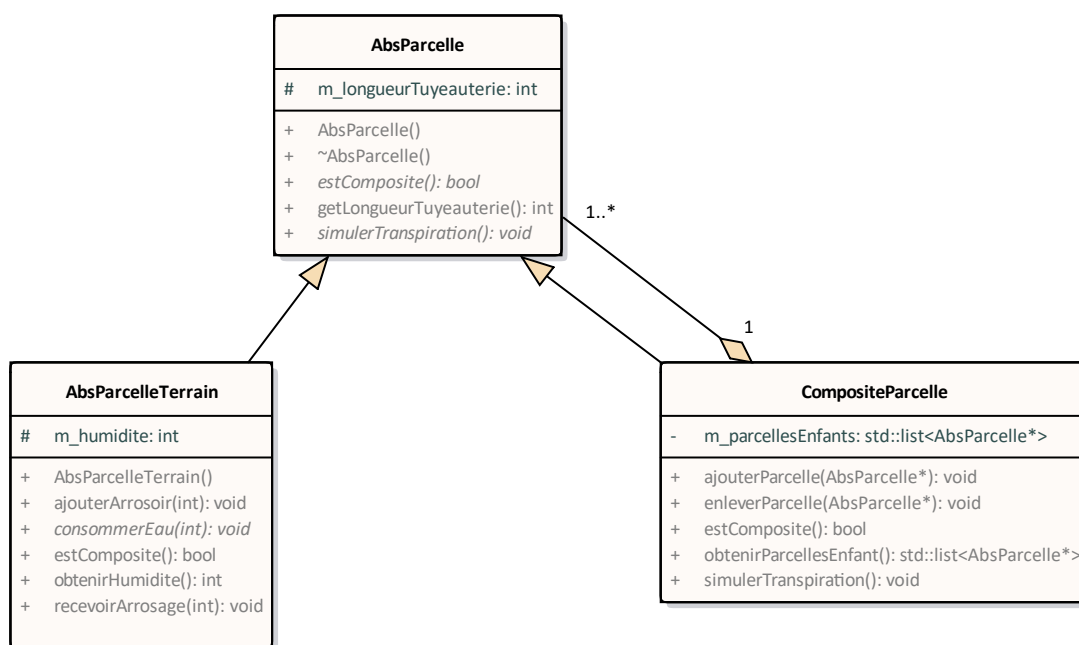 AbsParcelle
# m_longueurTuyeauterie: int
+ AbsParcelle()
+ ~AbsParcelle()
+ estComposite(): bool
+ getLongueurTuyeauterie(): int
+ simulerTranspiration(): void
1..*
1
AbsParcelleTerrain
# m_humidite: int
+ AbsParcelleTerrain()
+ ajouterArrosoir(int): void
+ consommerEau(int): void
+ estComposite(): bool
+ obtenirHumidite(): int
+ recevoirArrosage(int): void
CompositeParcelle
- m_parcellesEnfants: std::list<AbsParcelle*>
+ ajouterParcelle(AbsParcelle*): void
+ enleverParcelle(AbsParcelle*): void
+ estComposite(): bool
+ obtenirParcellesEnfant(): std::list<AbsParcelle*>
+ simulerTranspiration(): void